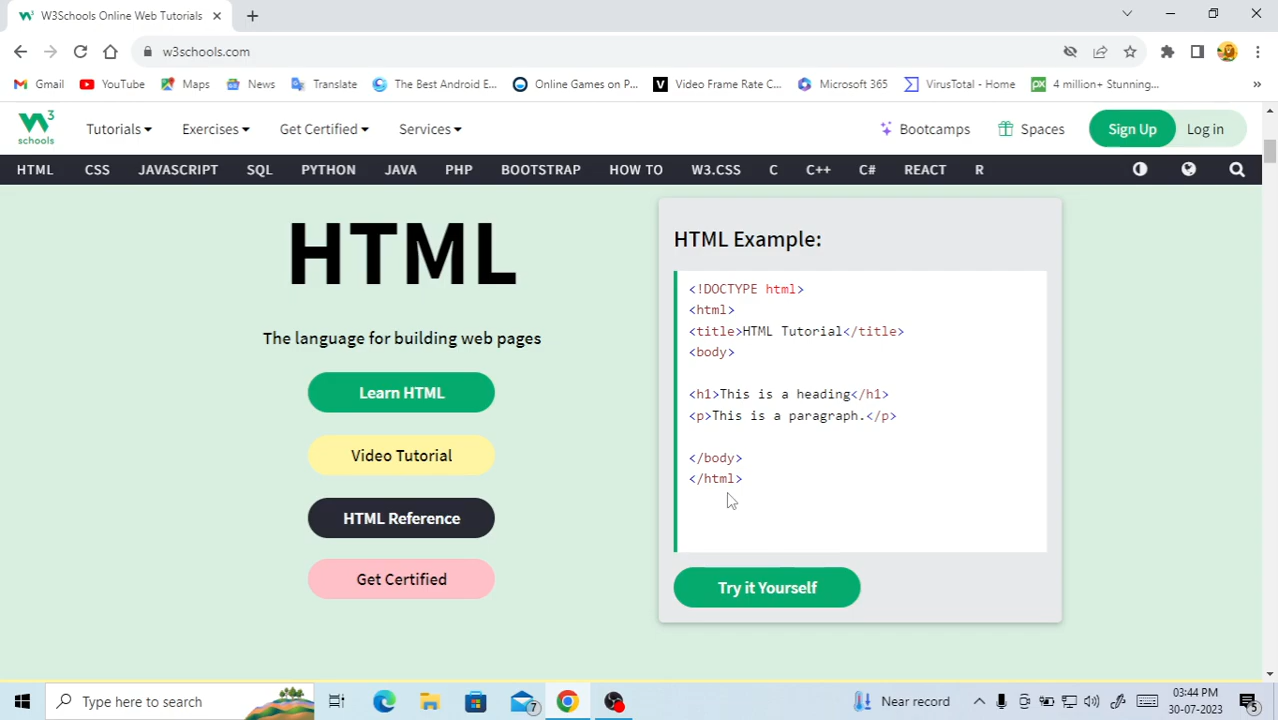 W3Schools Online Web Tutorials
w3schools.com
Gmail YouTube Maps News Translate The Best Android E... Online Games on P... Video Frame Rate C... Microsoft 365 VirusTotal - Home 4 million+ Stunning... »
W3 schools Tutorials Exercises Get Certified Services Bootcamps Spaces Sign Up Log in
HTML CSS JAVASCRIPT SQL PYTHON JAVA PHP BOOTSTRAP HOW TO W3.CSS C C++ C# REACT R
HTML
The language for building web pages
Learn HTML
Video Tutorial
HTML Reference
Get Certified
HTML Example:
<!DOCTYPE html>
<html>
<title>HTML Tutorial</title>
<body>
<h1>This is a heading</h1>
<p>This is a paragraph.</p>
</body>
</html>
Try it Yourself
Type here to search 7 Near record 03:44 PM
30-07-2023 5